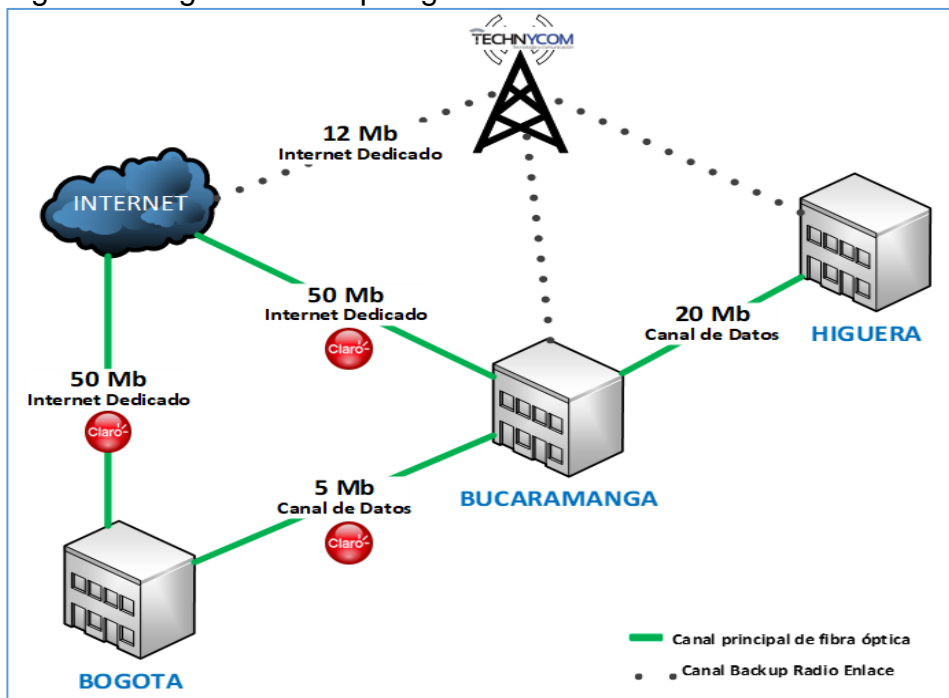 TECHNYCOM
12 Mb
Internet Dedicado
INTERNET
50 Mb
Internet Dedicado
Claro
20 Mb
Canal de Datos
HIGUERA
50 Mb
Internet Dedicado
Claro
BUCARAMANGA
5 Mb
Canal de Datos
Claro
BOGOTA
Canal principal de fibra óptica
Canal Backup Radio Enlace